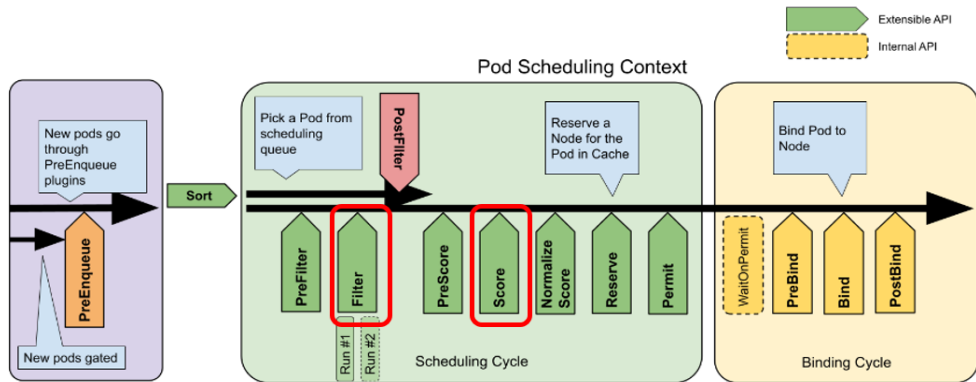 Extensible API
Internal API
Pod Scheduling Context
New pods go
through
PreEnqueue
plugins
PreEnqueue
New pods gated
Sort
Pick a Pod from
scheduling
queue
PostFilter
Reserve a
Node for the
Pod in Cache
PreFilter
Filter
Run #1
Run #2
PreScore
Score
Normalize
Score
Reserve
Permit
Scheduling Cycle
Bind Pod to
Node
WaitOnPermit
PreBind
Bind
PostBind
Binding Cycle